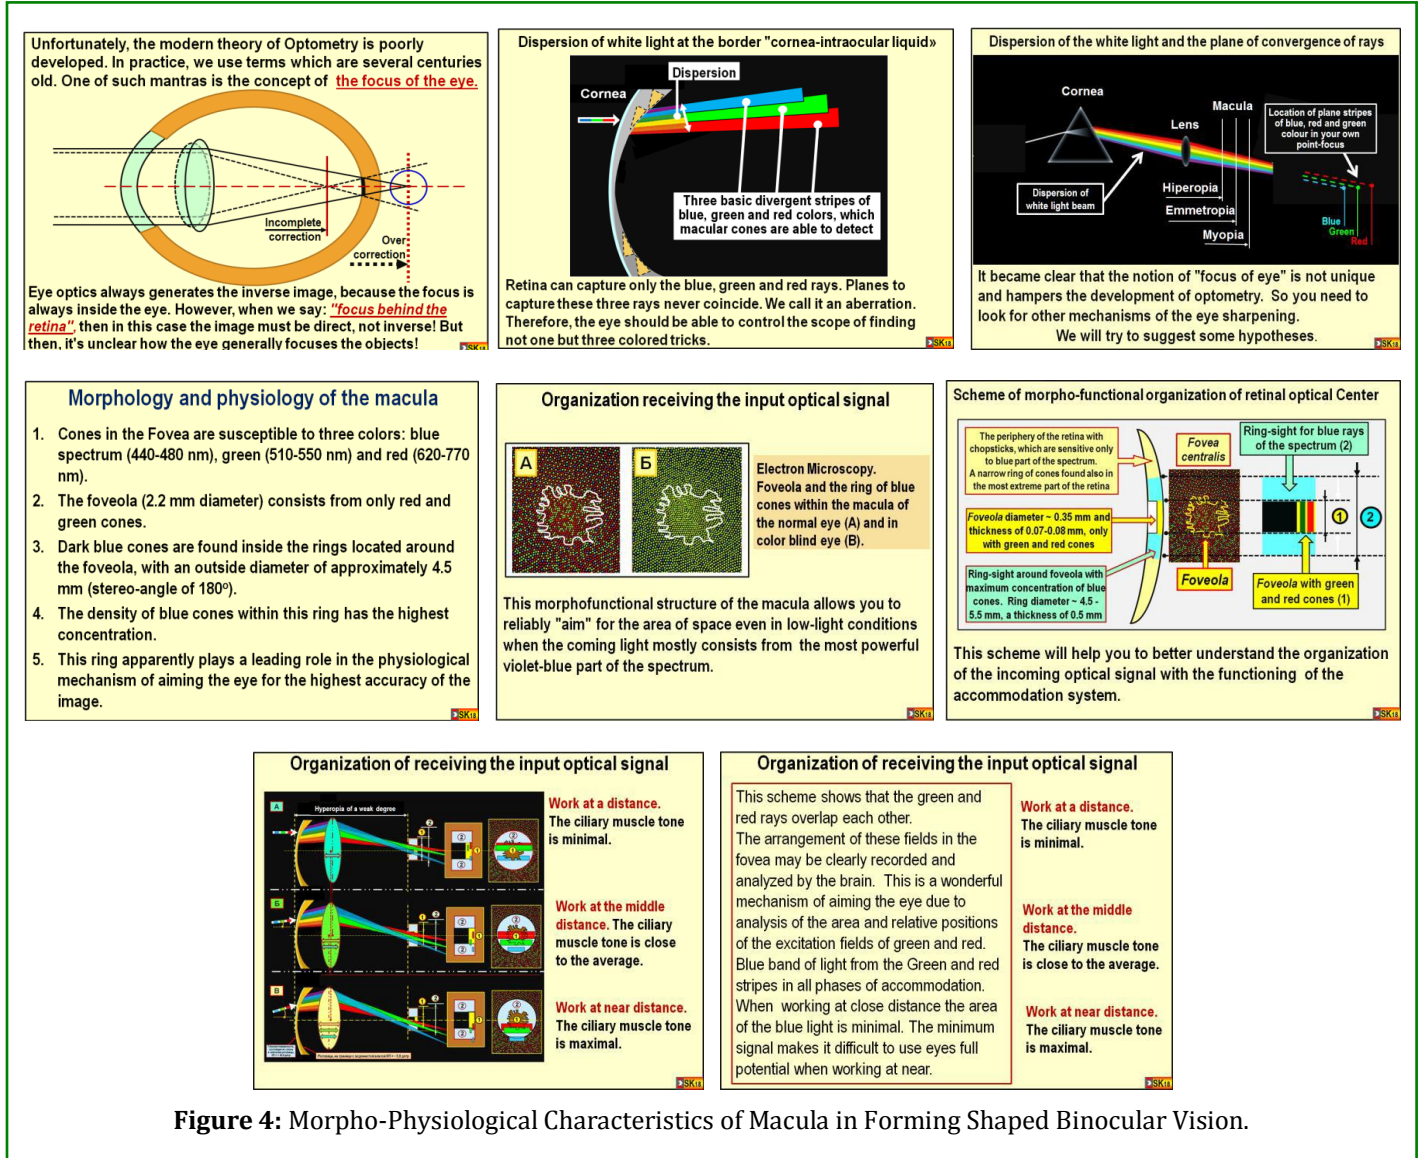 Unfortunately, the modern theory of Optometry is poorly
developed. In practice, we use terms which are several centuries
old. One of such mantras is the concept of the focus of the eye.
Incomplete
correction
Over
correction
Eye optics always generates the inverse image, because the focus is
always inside the eye. However, when we say: "focus behind the
retina", then in this case the image must be direct, not inverse! But
then, it's unclear how the eye generally focuses the objects!
SK18
Dispersion of white light at the border "cornea-intraocular liquid»
Dispersion
Cornea
Three basic divergent stripes of
blue, green and red colors, which
macular cones are able to detect
Retina can capture only the blue, green and red rays. Planes to
capture these three rays never coincide. We call it an aberration.
Therefore, the eye should be able to control the scope of finding
not one but three colored tricks.
SK18
Dispersion of the white light and the plane of convergence of rays
Cornea
Lens
Macula
Location of plane stripes
of blue, red and green
colour in your own
point-focus
Dispersion of
white light beam
Hiperopia
Emmetropia
Myopia
Blue
Green
Red
It became clear that the notion of "focus of eye" is not unique
and hampers the development of optometry. So you need to
look for other mechanisms of the eye sharpening.
We will try to suggest some hypotheses.
SK18
Morphology and physiology of the macula
1. Cones in the Fovea are susceptible to three colors: blue
spectrum (440-480 nm), green (510-550 nm) and red (620-770
nm).
2. The foveola (2.2 mm diameter) consists from only red and
green cones.
3. Dark blue cones are found inside the rings located around
the foveola, with an outside diameter of approximately 4.5
mm (stereo-angle of 180º).
4. The density of blue cones within this ring has the highest
concentration.
5. This ring apparently plays a leading role in the physiological
mechanism of aiming the eye for the highest accuracy of the
image.
SK18
Organization receiving the input optical signal
А
Б
Electron Microscopy.
Foveola and the ring of blue
cones within the macula of
the normal eye (A) and in
color blind eye (B).
This morphofunctional structure of the macula allows you to
reliably "aim" for the area of space even in low-light conditions
when the coming light mostly consists from the most powerful
violet-blue part of the spectrum.
SK18
Scheme of morpho-functional organization of retinal optical Center
The periphery of the retina with
chopsticks, which are sensitive only
to blue part of the spectrum.
A narrow ring of cones found also in
the most extreme part of the retina
Fovea
centralis
Ring-sight for blue rays
of the spectrum (2)
Foveola diameter ~ 0.35 mm and
thickness of 0.07-0.08 mm, only
with green and red cones
1
2
Ring-sight around foveola with
maximum concentration of blue
cones. Ring diameter ~ 4.5 -
5.5 mm, a thickness of 0.5 mm
Foveola
Foveola with green
and red cones (1)
This scheme will help you to better understand the organization
of the incoming optical signal with the functioning of the
accommodation system.
SK18
Organization of receiving the input optical signal
А
Hyperopia of a weak degree
1
2
2
2
1
2
1
Work at a distance.
The ciliary muscle tone
is minimal.
Б
1
2
2
2
1
2
1
Work at the middle
distance. The ciliary
muscle tone is close
to the average.
В
1
2
2
2
1
2
1
Work at near distance.
The ciliary muscle tone
is maximal.
SK18
Organization of receiving the input optical signal
This scheme shows that the green and
red rays overlap each other.
The arrangement of these fields in the
fovea may be clearly recorded and
analyzed by the brain. This is a wonderful
mechanism of aiming the eye due to
analysis of the area and relative positions
of the excitation fields of green and red.
Blue band of light from the Green and red
stripes in all phases of accommodation.
When working at close distance the area
of the blue light is minimal. The minimum
signal makes it difficult to use eyes full
potential when working at near.
Work at a distance.
The ciliary muscle tone
is minimal.
Work at the middle
distance.
The ciliary muscle tone
is close to the average.
Work at near distance.
The ciliary muscle tone
is maximal.
SK18
Figure 4: Morpho-Physiological Characteristics of Macula in Forming Shaped Binocular Vision.